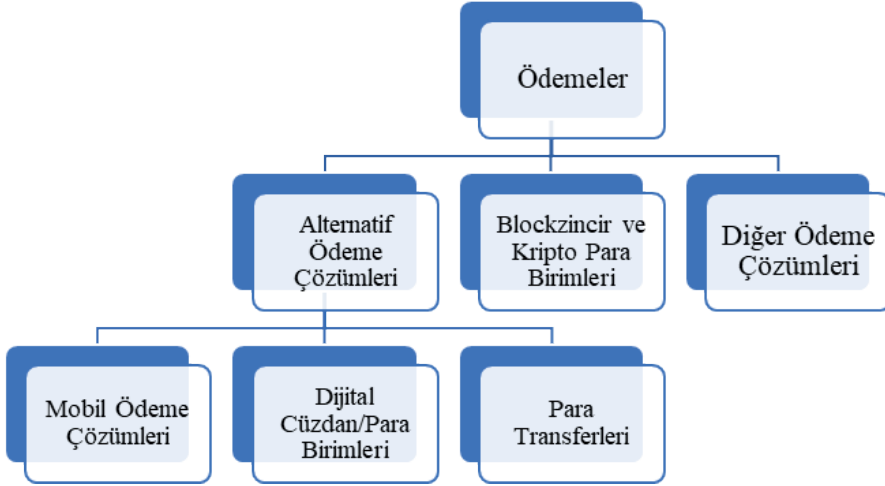 Ödemeler
Alternatif
Ödeme
Çözümleri
Blockzincir ve
Kripto Para
Birimleri
Diğer Ödeme
Çözümleri
Mobil Ödeme
Çözümleri
Dijital
Cüzdan/Para
Birimleri
Para
Transferleri